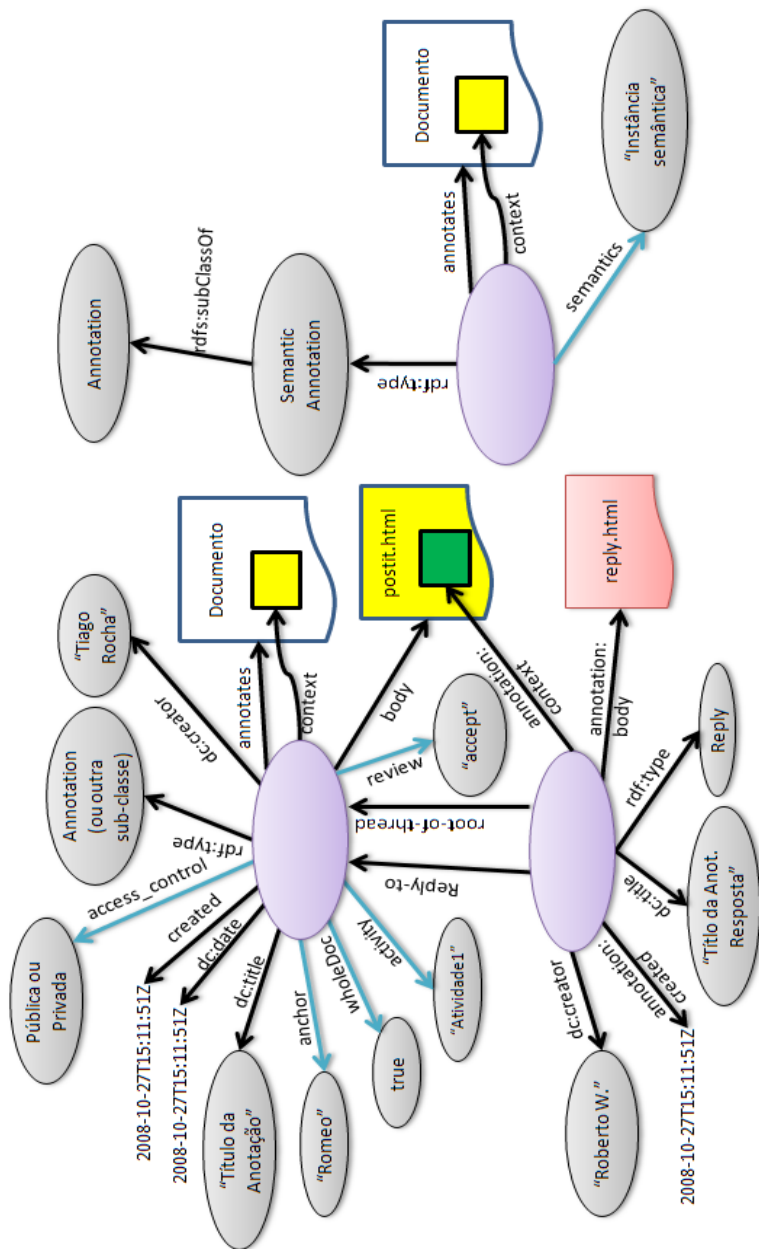 Pública ou
Privada
Annotation
(ou outra
sub-classe)
“Tiago
Rocha”
access_control
rdf:type
dc:creator
2008-10-27T15:11:51Z
created
2008-10-27T15:11:51Z
dc:date
“Título da
Anotação”
dc:title
annotates
Documento
context
“Romeo”
anchor
true
wholeDoc
“Atividade1”
activity
review
“accept”
body
postit.html
Reply-to
root-of-thread
annotation:
context
“Roberto W.”
dc:creator
2008-10-27T15:11:51Z
annotation:
created
“Títlo da Anot.
Resposta”
dc:title
rdf:type
Reply
annotation:
body
reply.html
Annotation
rdfs:subClassOf
Semantic
Annotation
rdf:type
annotates
Documento
context
semantics
“Instância
semântica”